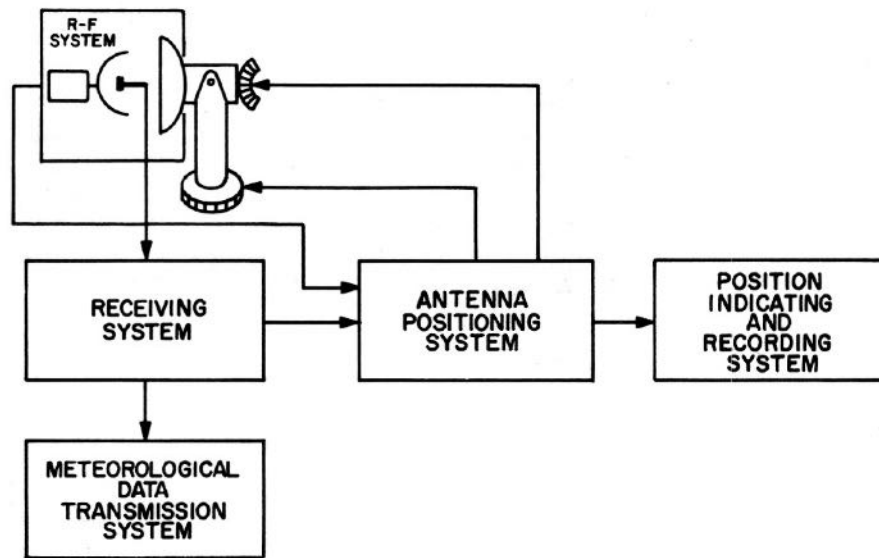 R-F
SYSTEM
RECEIVING
SYSTEM
ANTENNA
POSITIONING
SYSTEM
POSITION
INDICATING
AND
RECORDING
SYSTEM
METEOROLOGICAL
DATA
TRANSMISSION
SYSTEM